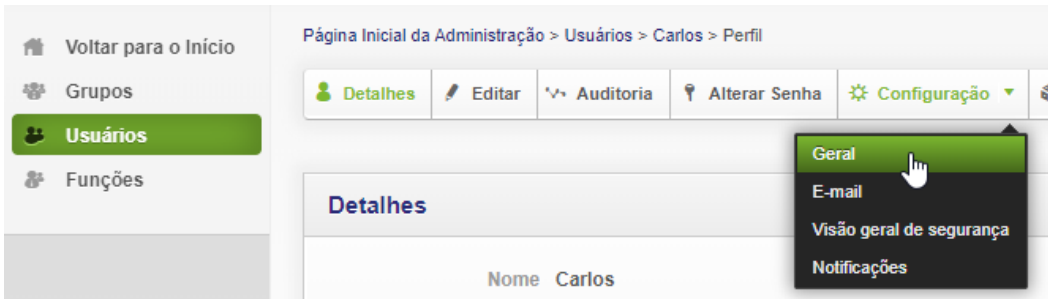 Voltar para o Início
Grupos
Usuários
Funções
Página Inicial da Administração > Usuários > Carlos > Perfil
Detalhes Editar Auditoria Alterar Senha Configuração
Geral
E-mail
Visão geral de segurança
Notificações
Detalhes
Nome Carlos